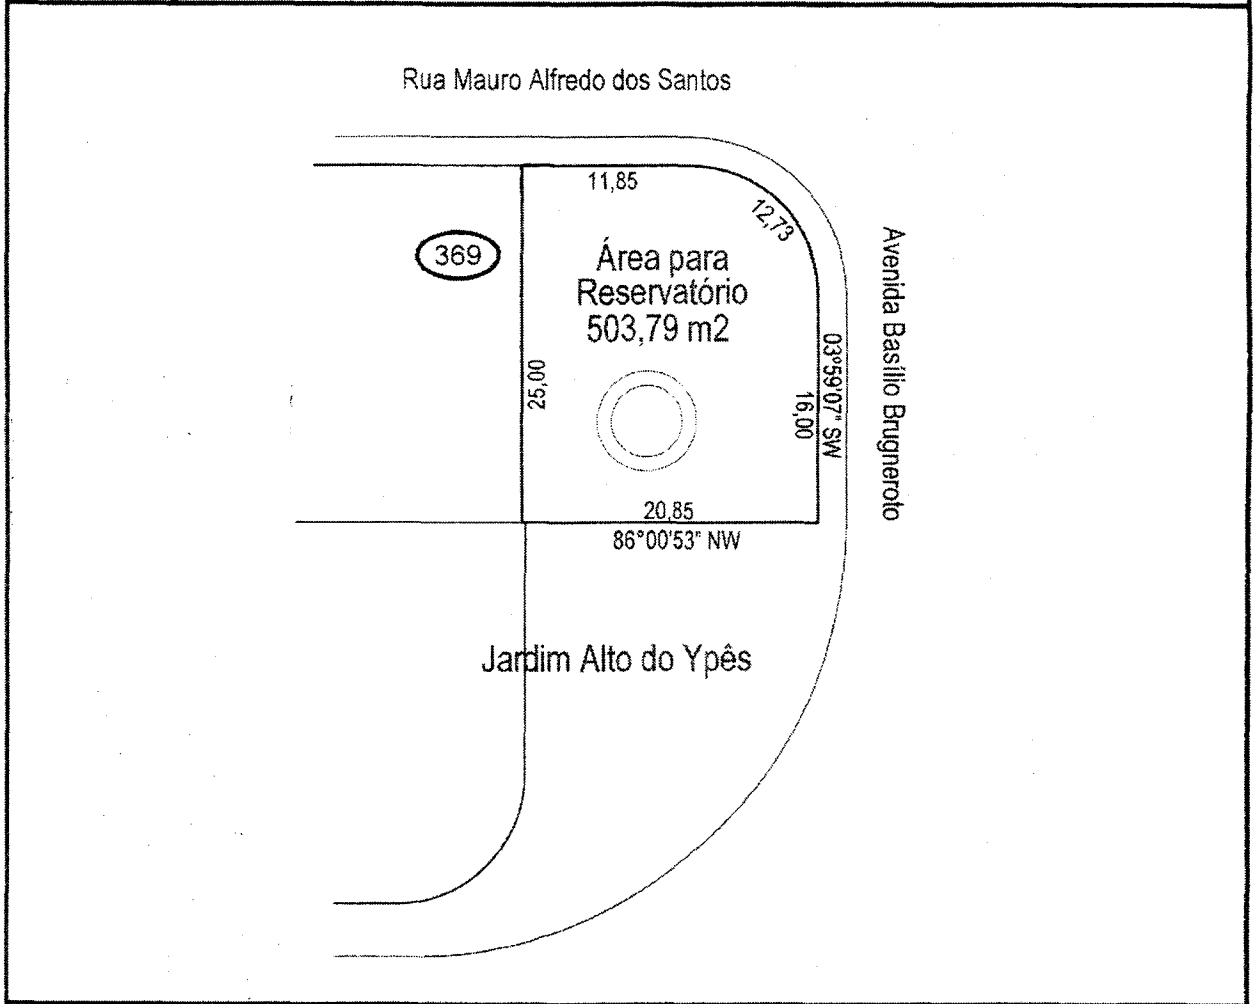 Rua Mauro Alfredo dos Santos
11,85
12,73
369
Área para
Reservatório
503,79 m2
Avenida Basílio Brugneroto
03°59'07" SW
16,00
25,00
20,85
86°00'53" NW
Jardim Alto do Ypês